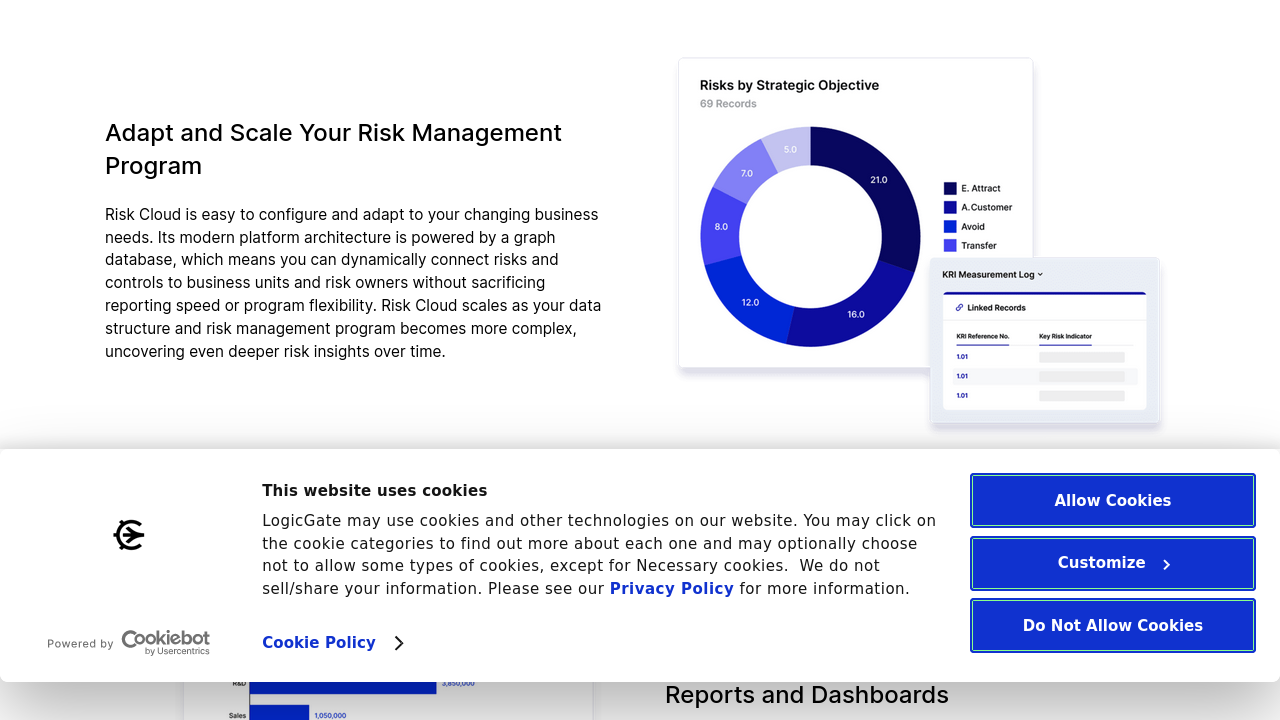 Adapt and Scale Your Risk Management
Program
Risk Cloud is easy to configure and adapt to your changing business
needs. Its modern platform architecture is powered by a graph
database, which means you can dynamically connect risks and
controls to business units and risk owners without sacrificing
reporting speed or program flexibility. Risk Cloud scales as your data
structure and risk management program becomes more complex,
uncovering even deeper risk insights over time.
Risks by Strategic Objective
69 Records
5.0
7.0
21.0
8.0
12.0
16.0
E. Attract
A.Customer
Avoid
Transfer
KRI Measurement Log
Linked Records
KRI Reference No. Key Risk Indicator
1.01
1.01
1.01
This website uses cookies
LogicGate may use cookies and other technologies on our website. You may click on
the cookie categories to find out more about each one and may optionally choose
not to allow some types of cookies, except for Necessary cookies.  We do not
sell/share your information. Please see our Privacy Policy for more information.
Cookie Policy
Powered by Cookiebot
by Usercentrics
Allow Cookies
Customize
Do Not Allow Cookies
R&D 3,850,000
Sales 1,050,000
Reports and Dashboards